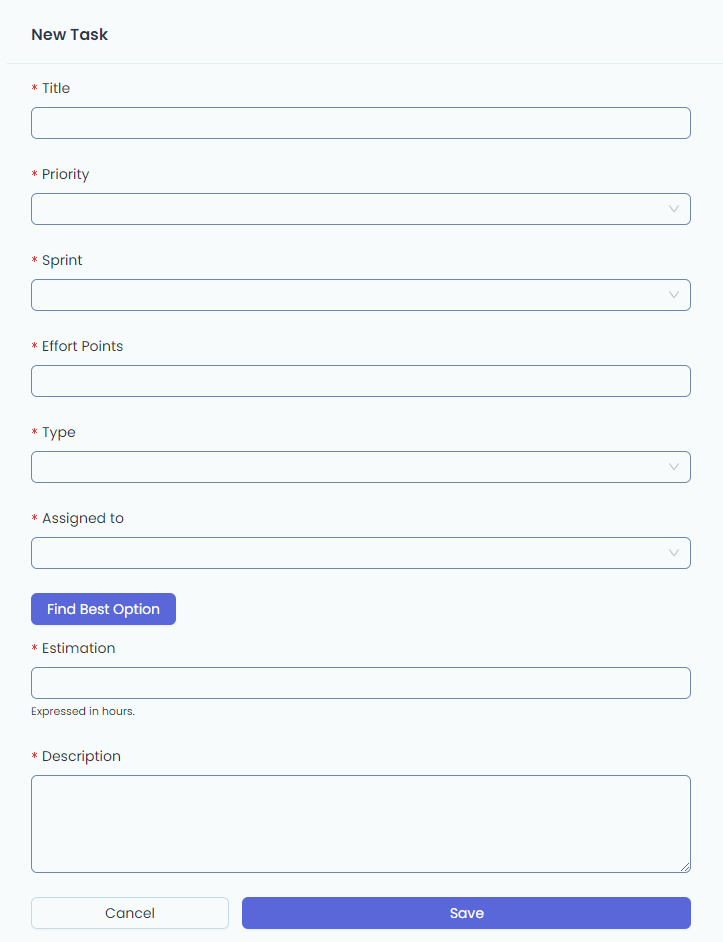 New Task
* Title
* Priority
* Sprint
* Effort Points
* Type
* Assigned to
Find Best Option
* Estimation
Expressed in hours.
* Description
Cancel Save